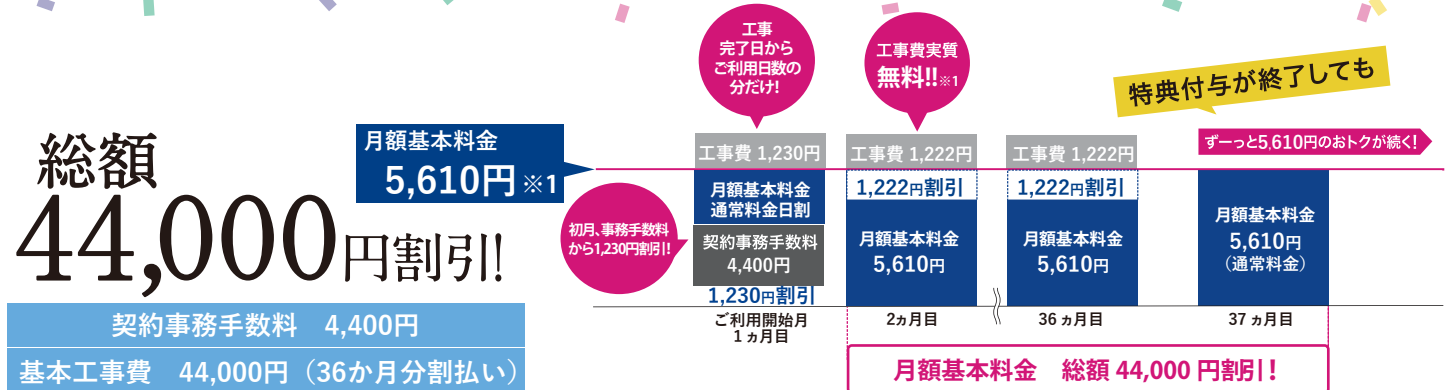 総額
44,000円割引!
契約事務手数料　4,400円
基本工事費　44,000円（36か月分割払い）
月額基本料金
5,610円※1
工事
完了日から
ご利用日数の
分だけ!
工事費実質
無料!!※1
特典付与が終了しても
ずーっと5,610円のおトクが続く!
初月、事務手数料
から1,230円割引!
工事費 1,230円
月額基本料金
通常料金日割
契約事務手数料
4,400円
1,230円割引
ご利用開始月
1ヵ月目
工事費 1,222円
1,222円割引
月額基本料金
5,610円
2ヵ月目
工事費 1,222円
1,222円割引
月額基本料金
5,610円
36ヵ月目
月額基本料金
5,610円
（通常料金）
37ヵ月目
月額基本料金　総額 44,000 円割引!